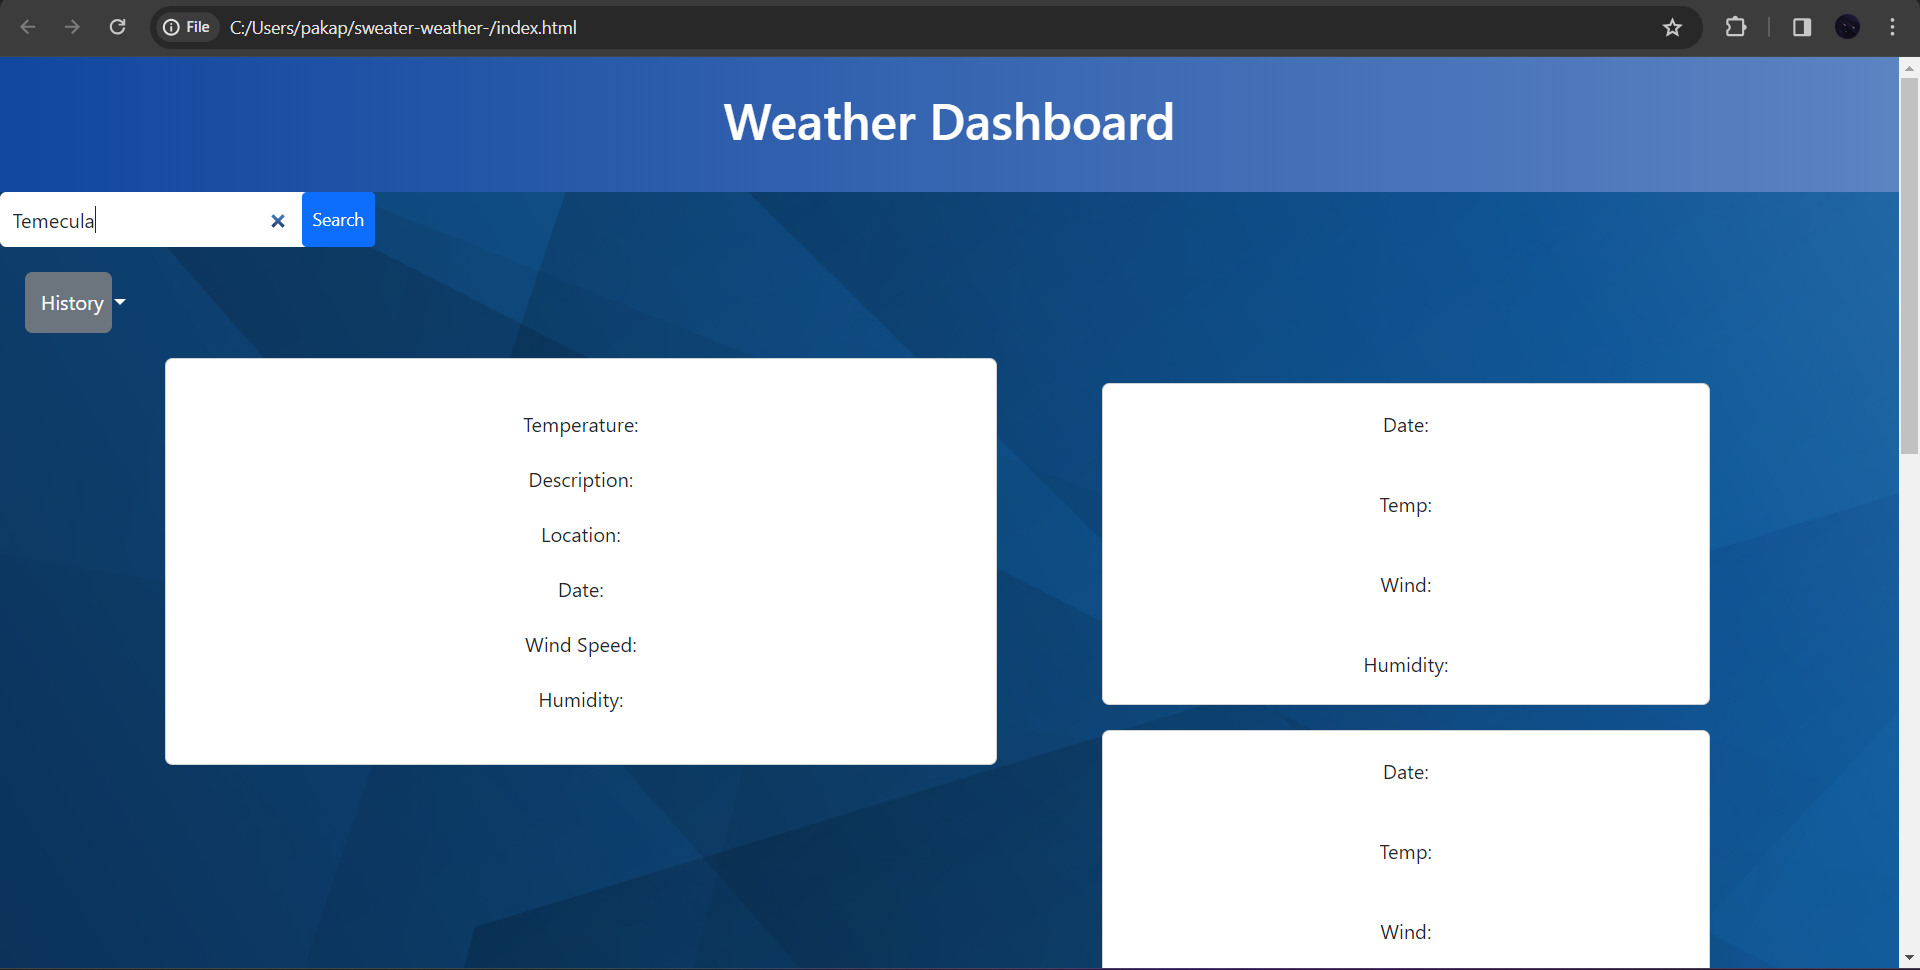 File C:/Users/pakap/sweater-weather-/index.html
Weather Dashboard
Temecula Search
History
Temperature:
Description:
Location:
Date:
Wind Speed:
Humidity:
Date:
Temp:
Wind:
Humidity:
Date:
Temp:
Wind: